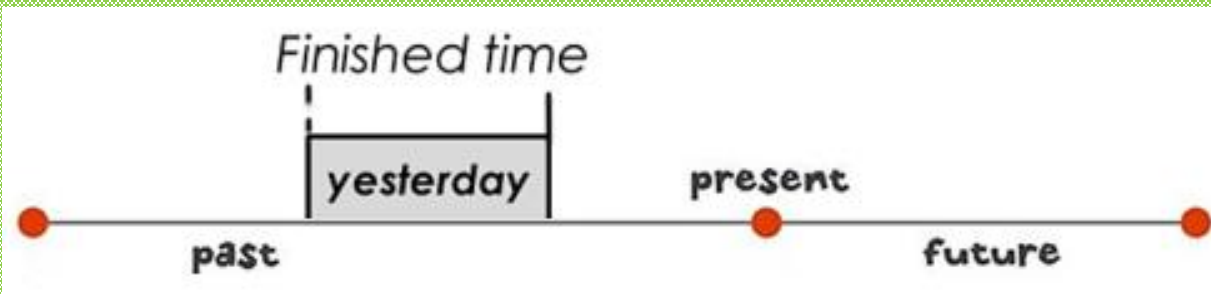 Finished time
yesterday
present
past
future